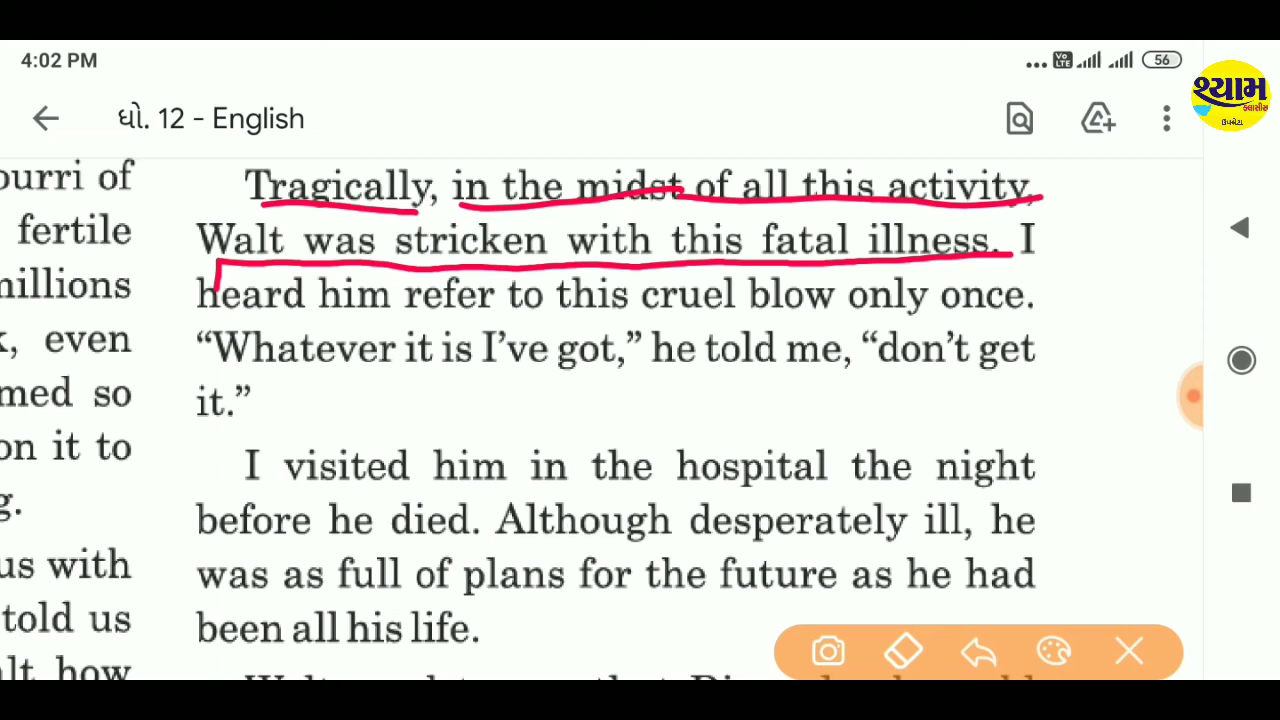 4:02 PM
56
શ્યામ
ક્લાસીસ
ઉપલેટા
ધો. 12 - English
ourri of
fertile
millions
k, even
med so
on it to
g.
us with
told us
alt how
Tragically, in the midst of all this activity,
Walt was stricken with this fatal illness. I
heard him refer to this cruel blow only once.
“Whatever it is I’ve got,” he told me, “don’t get
it.”
I visited him in the hospital the night
before he died. Although desperately ill, he
was as full of plans for the future as he had
been all his life.